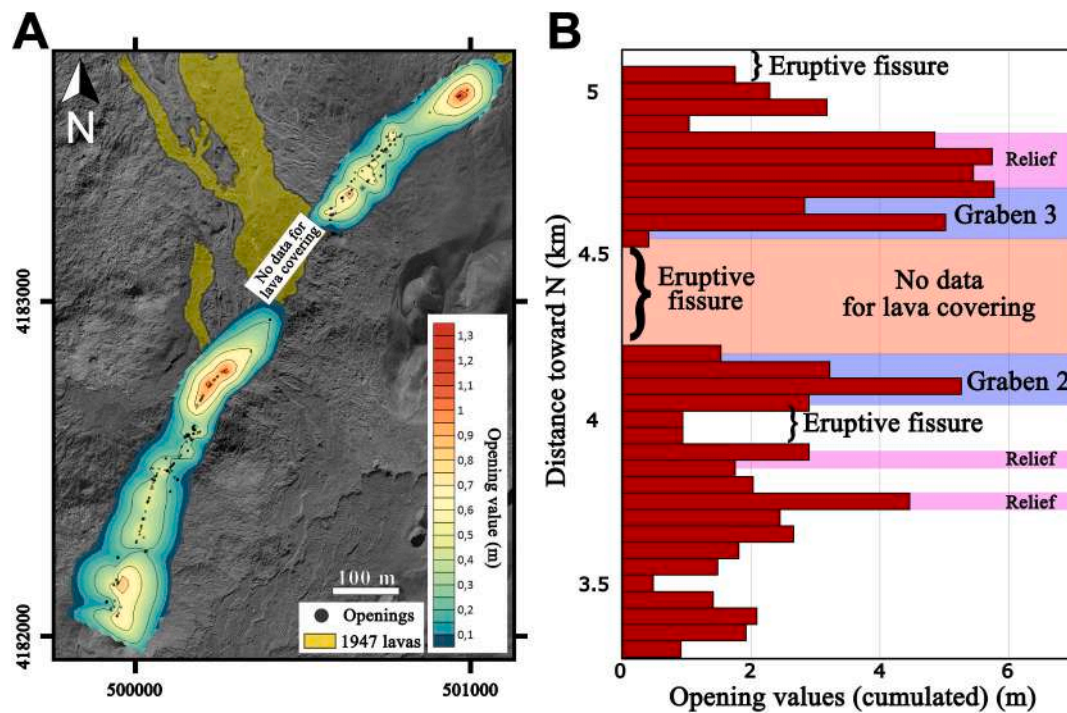 A
N
4183000
4182000
500000
501000
No data for
lava covering
Opening value (m)
1,3
1,2
1,1
1
0,9
0,8
0,7
0,6
0,5
0,4
0,3
0,2
0,1
100 m
Openings
1947 lavas
B
Distance toward N (km)
5
4.5
4
3.5
Eruptive fissure
Relief
Graben 3
Eruptive
fissure
No data
for lava covering
Graben 2
Eruptive fissure
Relief
Relief
0
2
4
6
Opening values (cumulated) (m)